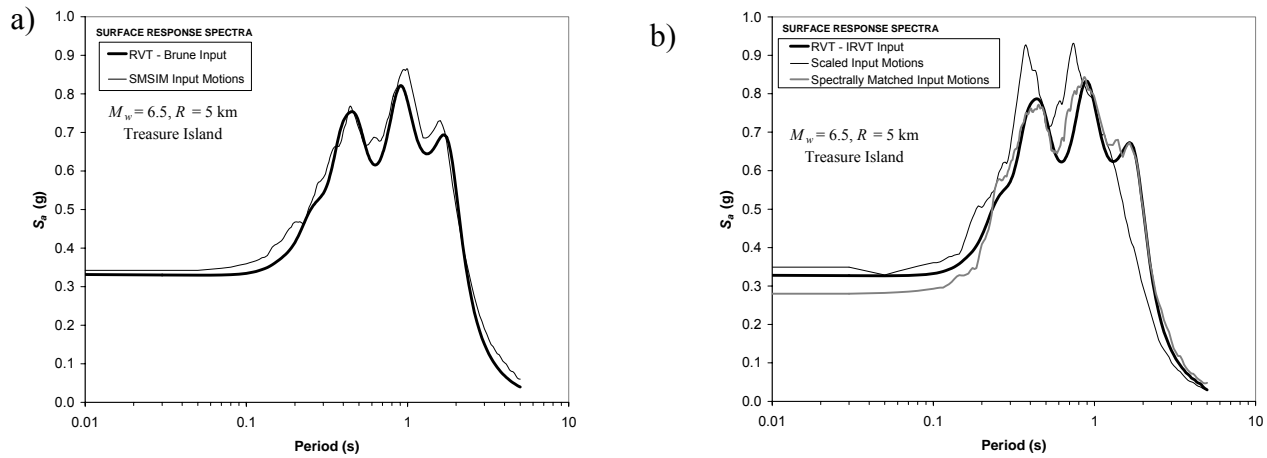 a)
SURFACE RESPONSE SPECTRA
RVT - Brune Input
SMSIM Input Motions
M_w = 6.5, R = 5 km
Treasure Island
S_a (g)
1.0
0.9
0.8
0.7
0.6
0.5
0.4
0.3
0.2
0.1
0.0
0.01
0.1
1
10
Period (s)
b)
SURFACE RESPONSE SPECTRA
RVT - IRVT Input
Scaled Input Motions
Spectrally Matched Input Motions
M_w = 6.5, R = 5 km
Treasure Island
S_a (g)
1.0
0.9
0.8
0.7
0.6
0.5
0.4
0.3
0.2
0.1
0.0
0.01
0.1
1
10
Period (s)